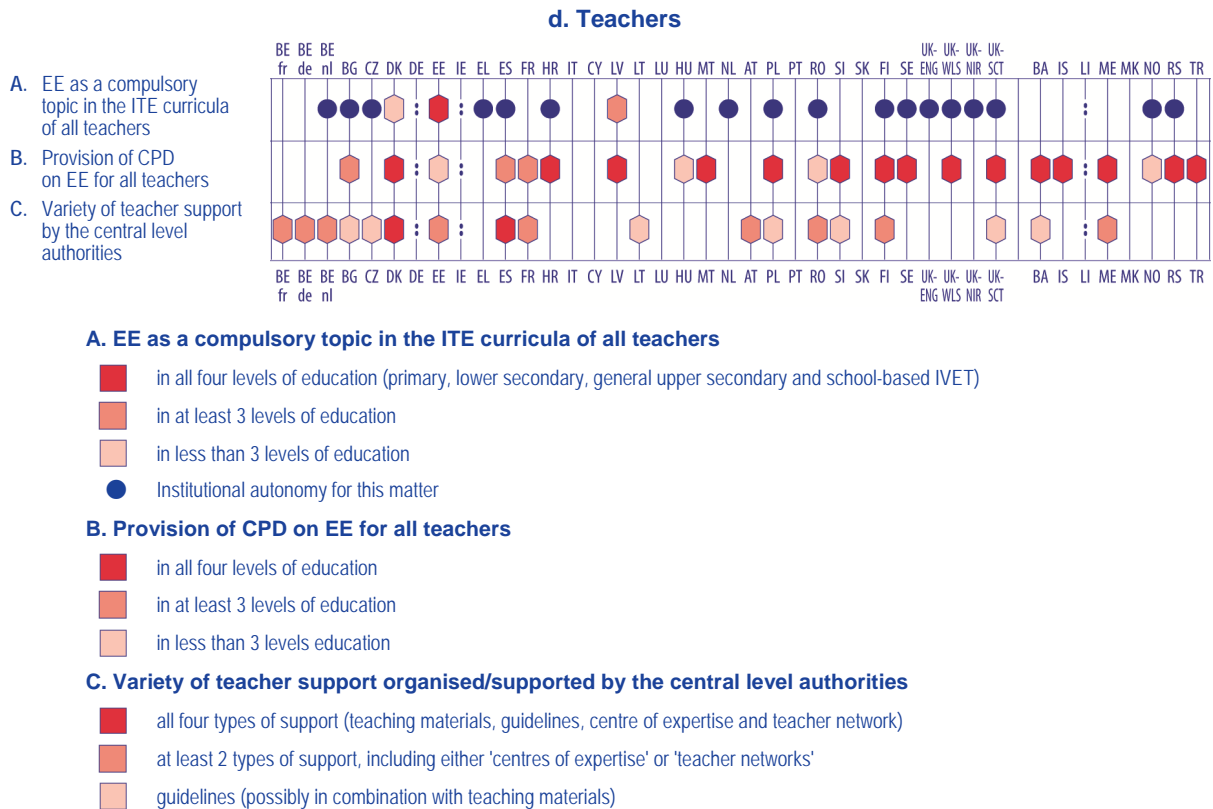 d. Teachers
BE BE BE UK- UK- UK- UK-
fr de nl BG CZ DK DE EE IE EL ES FR HR IT CY LV LT LU HU MT NL AT PL PT RO SI SK FI SE ENG WLS NIR SCT BA IS LI ME MK NO RS TR
A. EE as a compulsory
topic in the ITE curricula
of all teachers
B. Provision of CPD
on EE for all teachers
C. Variety of teacher support
by the central level
authorities
BE BE BE BG CZ DK DE EE IE EL ES FR HR IT CY LV LT LU HU MT NL AT PL PT RO SI SK FI SE UK- UK- UK- UK- BA IS LI ME MK NO RS TR
fr de nl ENG WLS NIR SCT
A. EE as a compulsory topic in the ITE curricula of all teachers
in all four levels of education (primary, lower secondary, general upper secondary and school-based IVET)
in at least 3 levels of education
in less than 3 levels of education
Institutional autonomy for this matter
B. Provision of CPD on EE for all teachers
in all four levels of education
in at least 3 levels of education
in less than 3 levels education
C. Variety of teacher support organised/supported by the central level authorities
all four types of support (teaching materials, guidelines, centre of expertise and teacher network)
at least 2 types of support, including either 'centres of expertise' or 'teacher networks'
guidelines (possibly in combination with teaching materials)